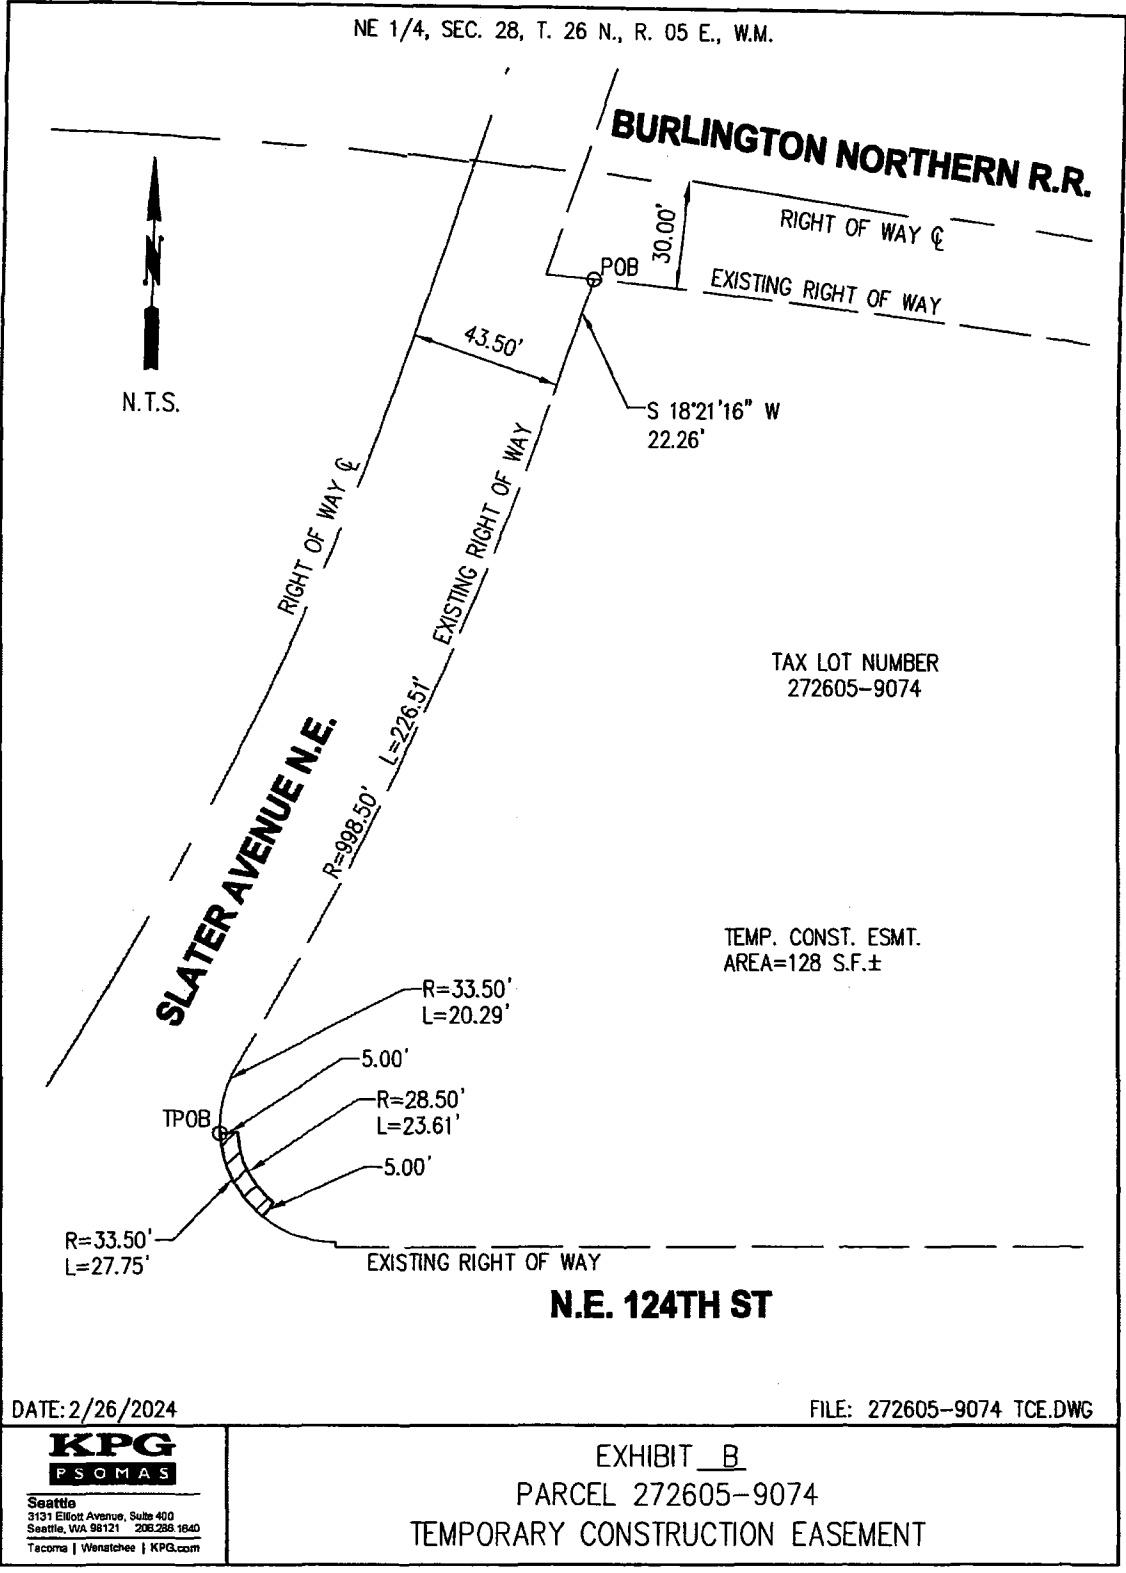 NE 1/4, SEC. 28, T. 26 N., R. 05 E., W.M.
BURLINGTON NORTHERN R.R.
RIGHT OF WAY ℄
30.00'
POB
EXISTING RIGHT OF WAY
N
N.T.S.
43.50'
S 18°21'16" W
22.26'
RIGHT OF WAY ℄
EXISTING RIGHT OF WAY
TAX LOT NUMBER
272605-9074
R=998.50' L=226.51'
SLATER AVENUE N.E.
TEMP. CONST. ESMT.
AREA=128 S.F.±
R=33.50'
L=20.29'
5.00'
TPOB
R=28.50'
L=23.61'
5.00'
R=33.50'
L=27.75'
EXISTING RIGHT OF WAY
N.E. 124TH ST
DATE: 2/26/2024
FILE: 272605-9074 TCE.DWG
KPG
PSOMAS
Seattle
3131 Elliott Avenue, Suite 400
Seattle, WA 98121 206.286.1640
Tacoma | Wenatchee | KPG.com
EXHIBIT B
PARCEL 272605-9074
TEMPORARY CONSTRUCTION EASEMENT